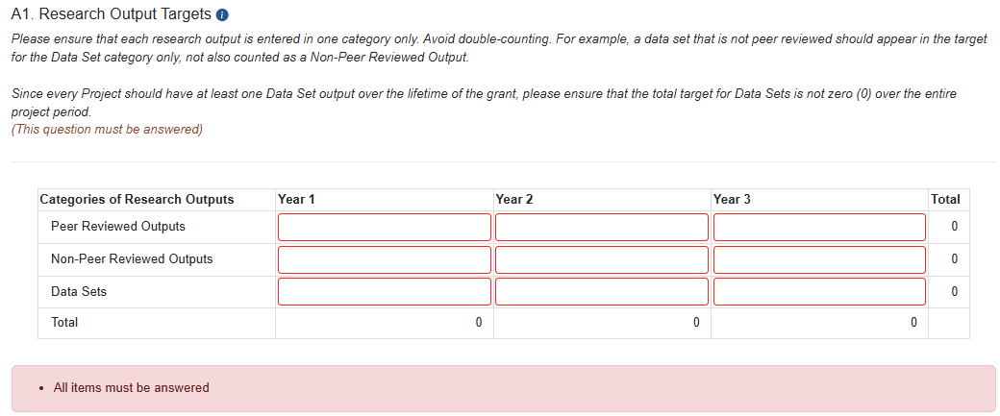 A1. Research Output Targets i
Please ensure that each research output is entered in one category only. Avoid double-counting. For example, a data set that is not peer reviewed should appear in the target
for the Data Set category only, not also counted as a Non-Peer Reviewed Output.
Since every Project should have at least one Data Set output over the lifetime of the grant, please ensure that the total target for Data Sets is not zero (0) over the entire
project period.
(This question must be answered)
Categories of Research Outputs Year 1 Year 2 Year 3 Total
Peer Reviewed Outputs 0
Non-Peer Reviewed Outputs 0
Data Sets 0
Total 0 0 0
• All items must be answered